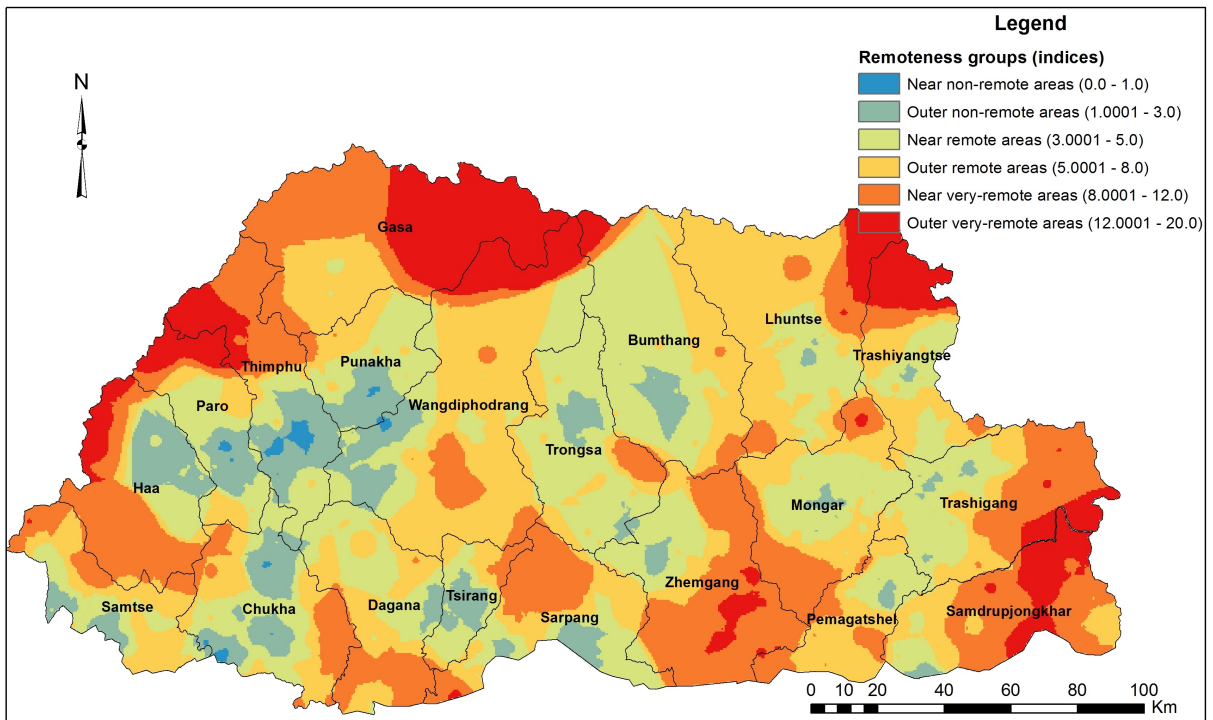 Legend
Remoteness groups (indices)
Near non-remote areas (0.0 - 1.0)
Outer non-remote areas (1.0001 - 3.0)
Near remote areas (3.0001 - 5.0)
Outer remote areas (5.0001 - 8.0)
Near very-remote areas (8.0001 - 12.0)
Outer very-remote areas (12.0001 - 20.0)
N
Gasa
Lhuntse
Bumthang
Trashiyangtse
Punakha
Thimphu
Paro
Wangdiphodrang
Trongsa
Haa
Mongar
Trashigang
Zhemgang
Tsirang
Dagana
Samtse
Chukha
Sarpang
Pemagatshel
Samdrupjongkhar
0 10 20 40 60 80 100
Km